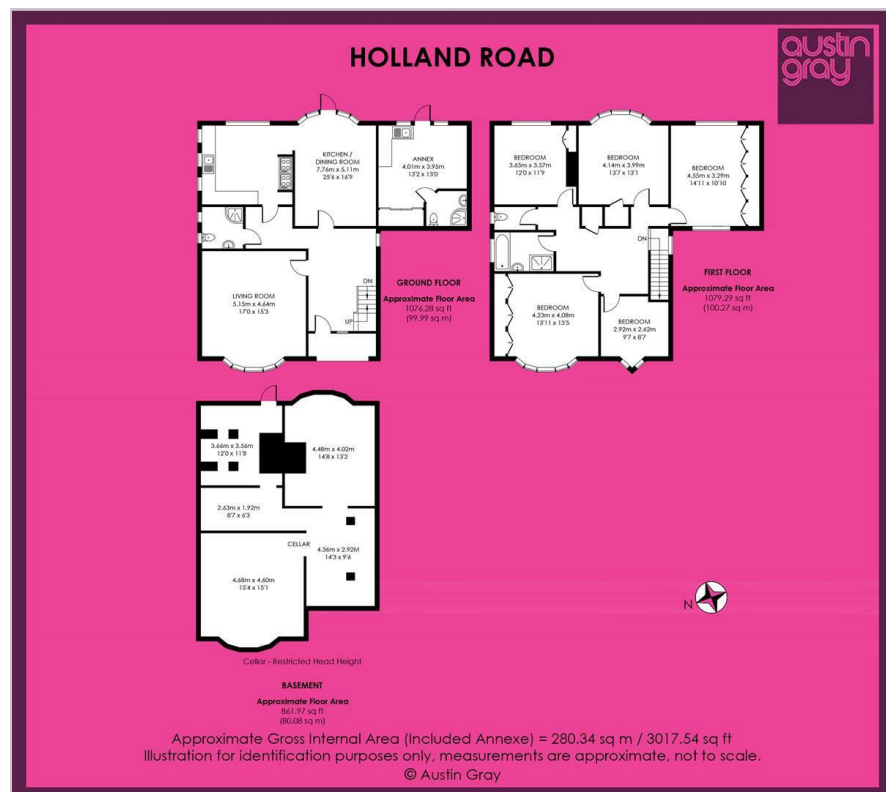 HOLLAND ROAD
austin
gray
KITCHEN /
DINING ROOM
7.76m x 5.11m
25'6 x 16'9
ANNEX
4.01m x 3.95m
13'2 x 13'0
LIVING ROOM
5.15m x 4.64m
17'0 x 15'3
DN
UP
GROUND FLOOR
Approximate Floor Area
1076.28 sq ft
(99.99 sq m)
BEDROOM
3.65m x 3.57m
12'0 x 11'9
BEDROOM
4.14m x 3.99m
13'7 x 13'1
BEDROOM
4.55m x 3.29m
14'11 x 10'10
DN
BEDROOM
4.23m x 4.08m
13'11 x 13'5
BEDROOM
2.92m x 2.62m
9'7 x 8'7
FIRST FLOOR
Approximate Floor Area
1079.29 sq ft
(100.27 sq m)
3.66m x 3.56m
12'0 x 11'8
4.48m x 4.02m
14'8 x 13'2
2.63m x 1.92m
8'7 x 6'3
CELLAR
4.36m x 2.92M
14'3 x 9'6
4.68m x 4.60m
15'4 x 15'1
Cellar - Restricted Head Height
BASEMENT
Approximate Floor Area
861.97 sq ft
(80.08 sq m)
N
Approximate Gross Internal Area (Included Annexe) = 280.34 sq m / 3017.54 sq ft
Illustration for identification purposes only, measurements are approximate, not to scale.
© Austin Gray